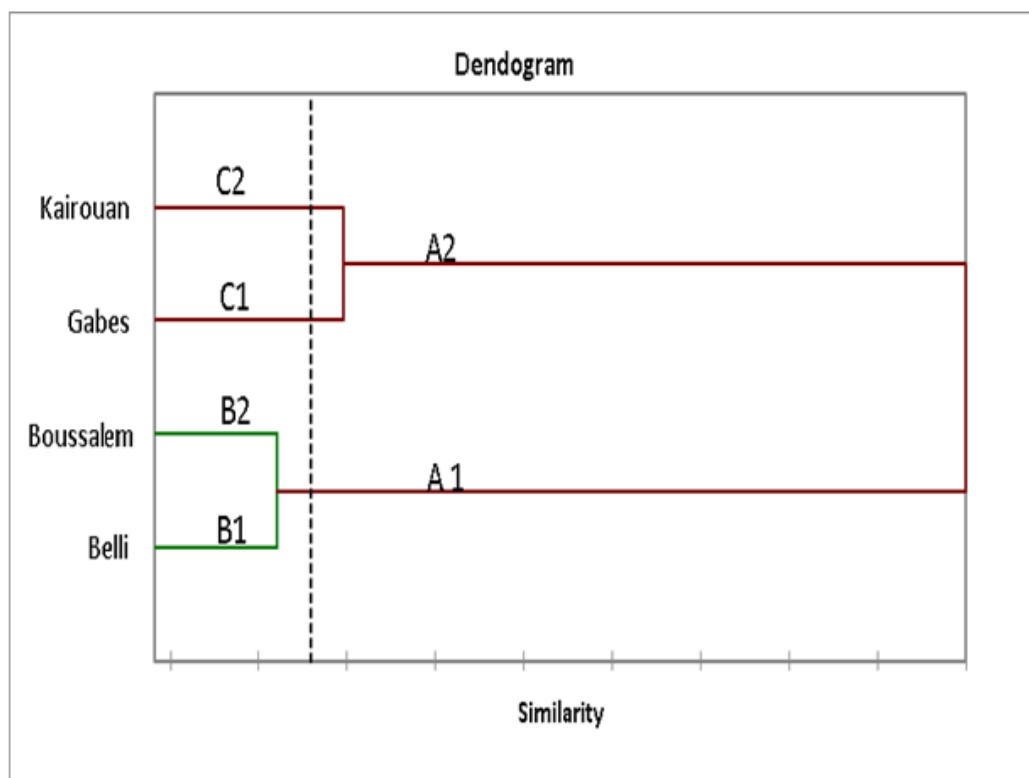 Dendogram
C2
Kairouan
A2
C1
Gabes
B2
Boussalem
A 1
B1
Belli
Similarity